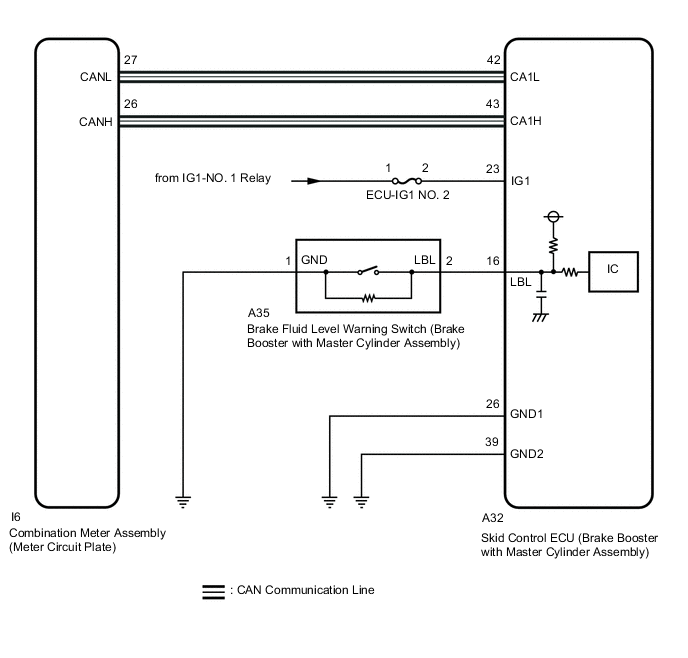 27
42
CANL
CA1L
26
43
CANH
CA1H
from IG1-NO. 1 Relay
1
2
23
IG1
ECU-IG1 NO. 2
1
GND
LBL
2
16
LBL
IC
A35
Brake Fluid Level Warning Switch (Brake
Booster with Master Cylinder Assembly)
26
GND1
39
GND2
I6
Combination Meter Assembly
(Meter Circuit Plate)
A32
Skid Control ECU (Brake Booster
with Master Cylinder Assembly)
: CAN Communication Line